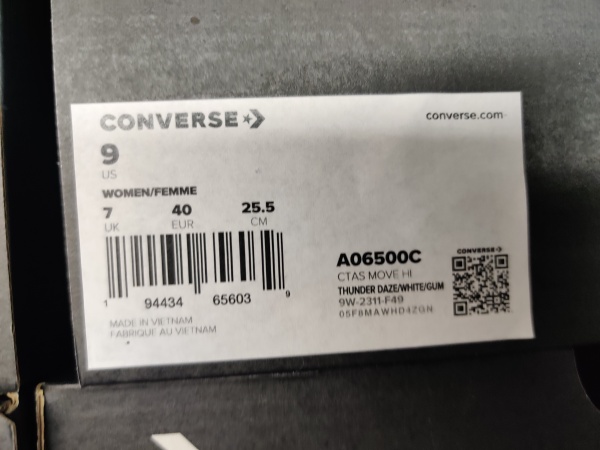 CONVERSE
converse.com
9
US
WOMEN/FEMME
7 40 25.5
UK EUR CM
1 94434 65603 9
MADE IN VIETNAM
FABRIQUE AU VIETNAM
CONVERSE
A06500C
CTAS MOVE HI
THUNDER DAZE/WHITE/GUM
9W-2311-F49
05F8MAWHD4ZGN